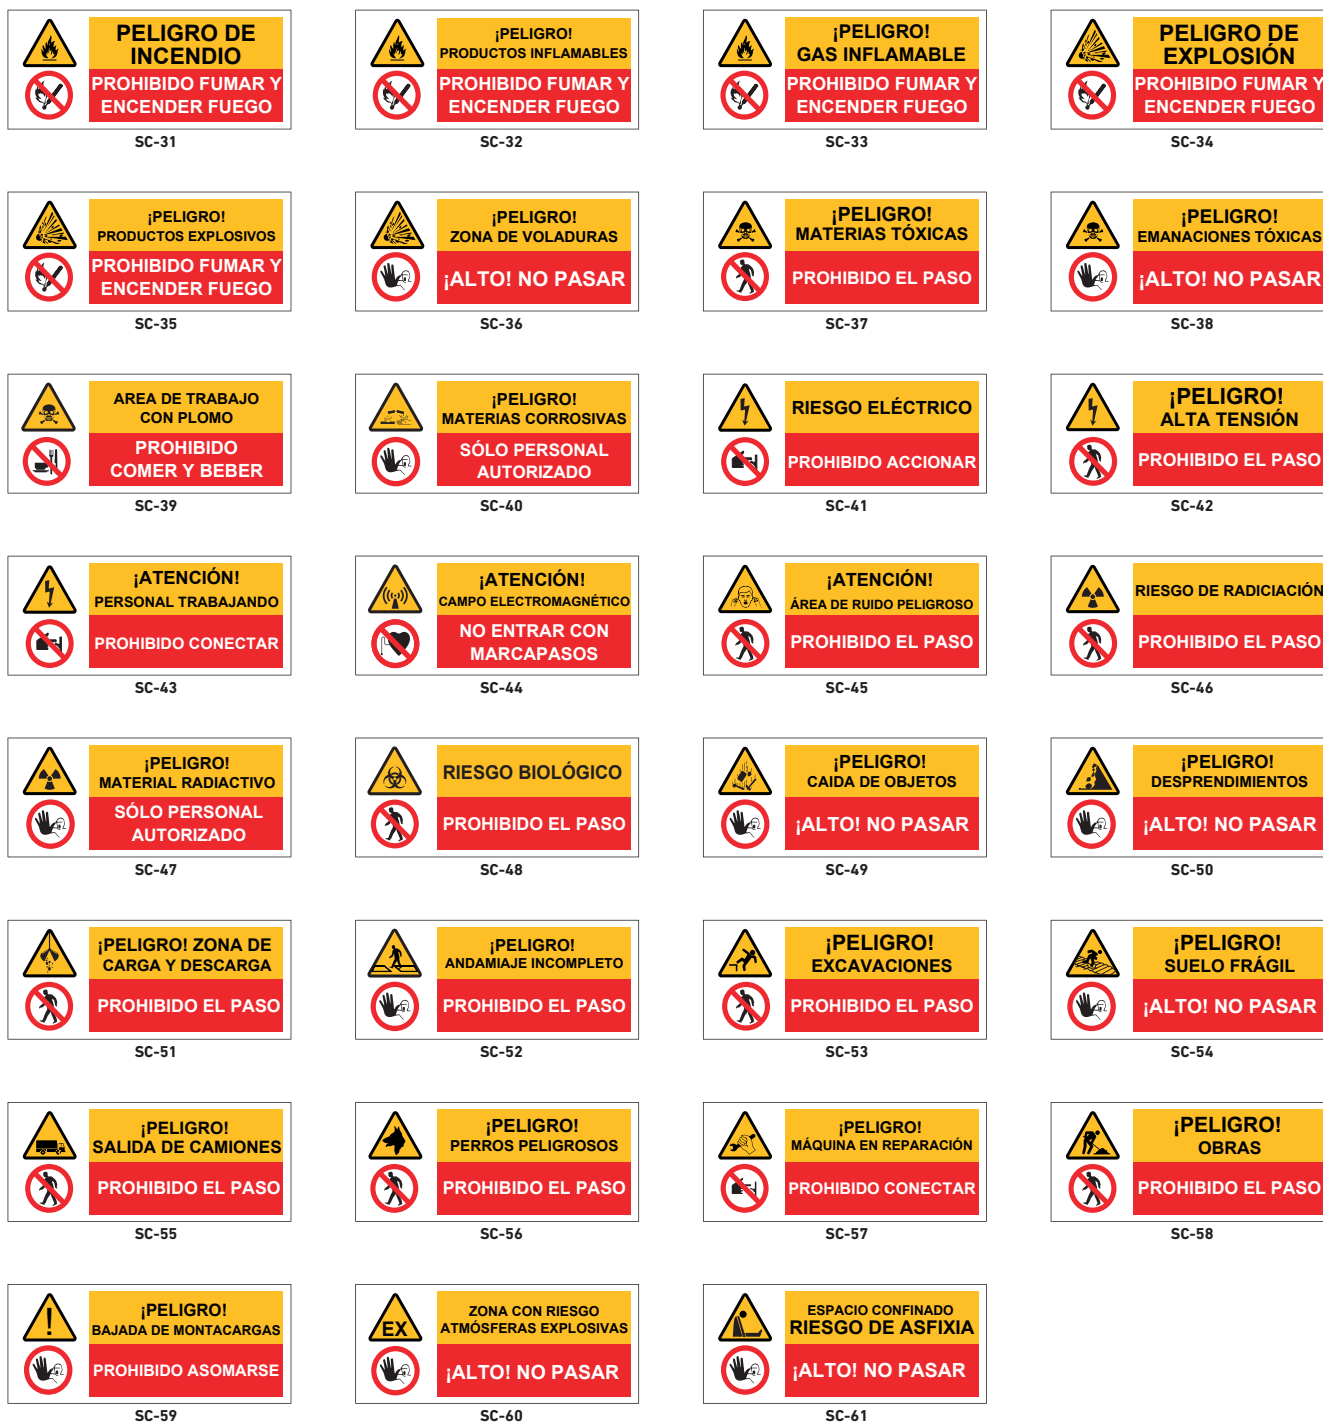 PELIGRO DE
INCENDIO
PROHIBIDO FUMAR Y
ENCENDER FUEGO
SC-31
¡PELIGRO!
PRODUCTOS INFLAMABLES
PROHIBIDO FUMAR Y
ENCENDER FUEGO
SC-32
¡PELIGRO!
GAS INFLAMABLE
PROHIBIDO FUMAR Y
ENCENDER FUEGO
SC-33
PELIGRO DE
EXPLOSIÓN
PROHIBIDO FUMAR Y
ENCENDER FUEGO
SC-34
¡PELIGRO!
PRODUCTOS EXPLOSIVOS
PROHIBIDO FUMAR Y
ENCENDER FUEGO
SC-35
¡PELIGRO!
ZONA DE VOLADURAS
¡ALTO! NO PASAR
SC-36
¡PELIGRO!
MATERIAS TÓXICAS
PROHIBIDO EL PASO
SC-37
¡PELIGRO!
EMANACIONES TÓXICAS
¡ALTO! NO PASAR
SC-38
AREA DE TRABAJO
CON PLOMO
PROHIBIDO
COMER Y BEBER
SC-39
¡PELIGRO!
MATERIAS CORROSIVAS
SÓLO PERSONAL
AUTORIZADO
SC-40
RIESGO ELÉCTRICO
PROHIBIDO ACCIONAR
SC-41
¡PELIGRO!
ALTA TENSIÓN
PROHIBIDO EL PASO
SC-42
¡ATENCIÓN!
PERSONAL TRABAJANDO
PROHIBIDO CONECTAR
SC-43
¡ATENCIÓN!
CAMPO ELECTROMAGNÉTICO
NO ENTRAR CON
MARCAPASOS
SC-44
¡ATENCIÓN!
ÁREA DE RUIDO PELIGROSO
PROHIBIDO EL PASO
SC-45
RIESGO DE RADICIACIÓN
PROHIBIDO EL PASO
SC-46
¡PELIGRO!
MATERIAL RADIACTIVO
SÓLO PERSONAL
AUTORIZADO
SC-47
RIESGO BIOLÓGICO
PROHIBIDO EL PASO
SC-48
¡PELIGRO!
CAIDA DE OBJETOS
¡ALTO! NO PASAR
SC-49
¡PELIGRO!
DESPRENDIMIENTOS
¡ALTO! NO PASAR
SC-50
¡PELIGRO! ZONA DE
CARGA Y DESCARGA
PROHIBIDO EL PASO
SC-51
¡PELIGRO!
ANDAMIAJE INCOMPLETO
PROHIBIDO EL PASO
SC-52
¡PELIGRO!
EXCAVACIONES
PROHIBIDO EL PASO
SC-53
¡PELIGRO!
SUELO FRÁGIL
¡ALTO! NO PASAR
SC-54
¡PELIGRO!
SALIDA DE CAMIONES
PROHIBIDO EL PASO
SC-55
¡PELIGRO!
PERROS PELIGROSOS
PROHIBIDO EL PASO
SC-56
¡PELIGRO!
MÁQUINA EN REPARACIÓN
PROHIBIDO CONECTAR
SC-57
¡PELIGRO!
OBRAS
PROHIBIDO EL PASO
SC-58
!
¡PELIGRO!
BAJADA DE MONTACARGAS
PROHIBIDO ASOMARSE
SC-59
EX
ZONA CON RIESGO
ATMÓSFERAS EXPLOSIVAS
¡ALTO! NO PASAR
SC-60
ESPACIO CONFINADO
RIESGO DE ASFIXIA
¡ALTO! NO PASAR
SC-61